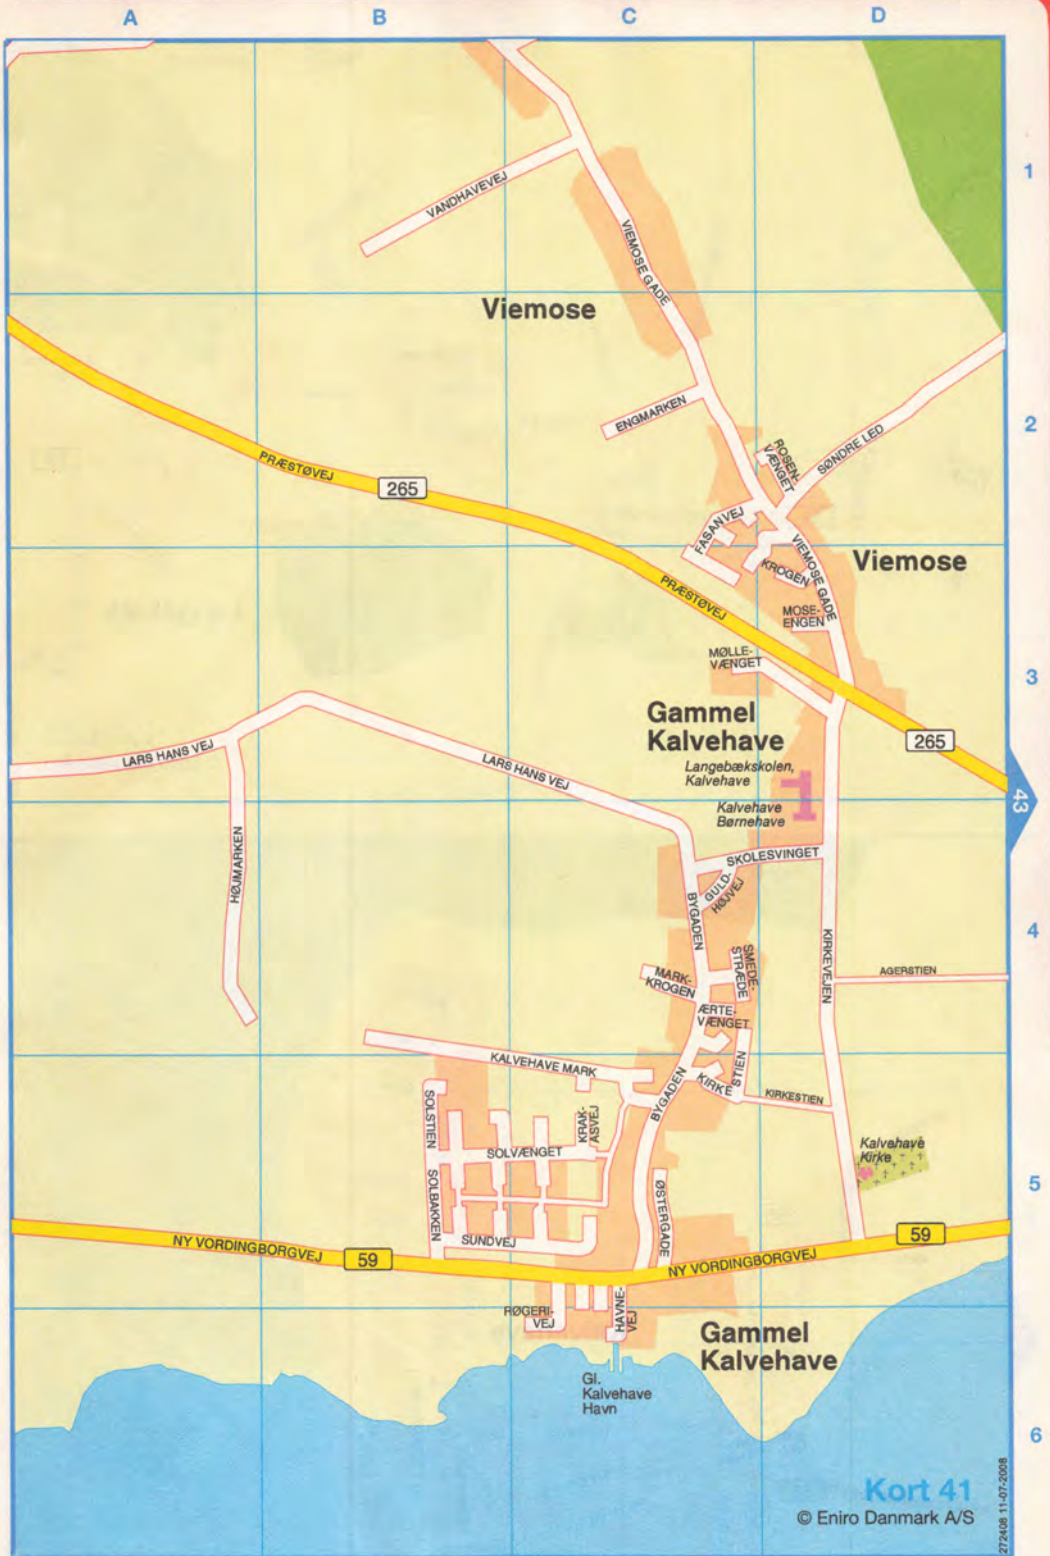 A
B
C
D
1
VANDHAVEVEJ
VIEMOSE GADE
Viemose
2
ENGMARKEN
ROSEN-
VÆNGET
SØNDRE LED
PRÆSTØVEJ
265
FASANVEJ
VIEMOSE GADE
Viemose
KROGEN
PRÆSTØVEJ
MOSE-
ENGEN
MØLLE-
VÆNGET
3
Gammel
Kalvehave
265
LARS HANS VEJ
LARS HANS VEJ
Langebækskolen,
Kalvehave
43
Kalvehave
Børnehave
HØJMARKEN
SKOLESVINGET
GULD-
HØJVEJ
BYGADEN
4
KIRKEVEJEN
SMEDE-
STRÆDE
MARK-
KROGEN
AGERSTIEN
ÆRTE-
VÆNGET
KALVEHAVE MARK
BYGADEN
KIRKE
STIEN
KIRKESTIEN
SOLSTIEN
KRAK-
ASVEJ
SOLVÆNGET
Kalvehave
Kirke
5
SOLBAKKEN
ØSTERGADE
SUNDVEJ
NY VORDINGBORGVEJ
59
NY VORDINGBORGVEJ
59
RØGERI-
VEJ
HAVNE-
VEJ
Gammel
Kalvehave
Gl.
Kalvehave
Havn
6
Kort 41
© Eniro Danmark A/S
272408 11-07-2008